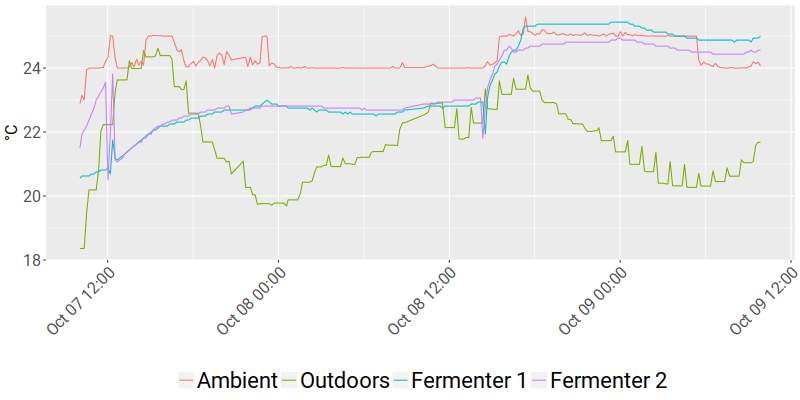 °C
24
22
20
18
Oct 07 12:00
Oct 08 00:00
Oct 08 12:00
Oct 09 00:00
Oct 09 12:00
Ambient Outdoors Fermenter 1 Fermenter 2